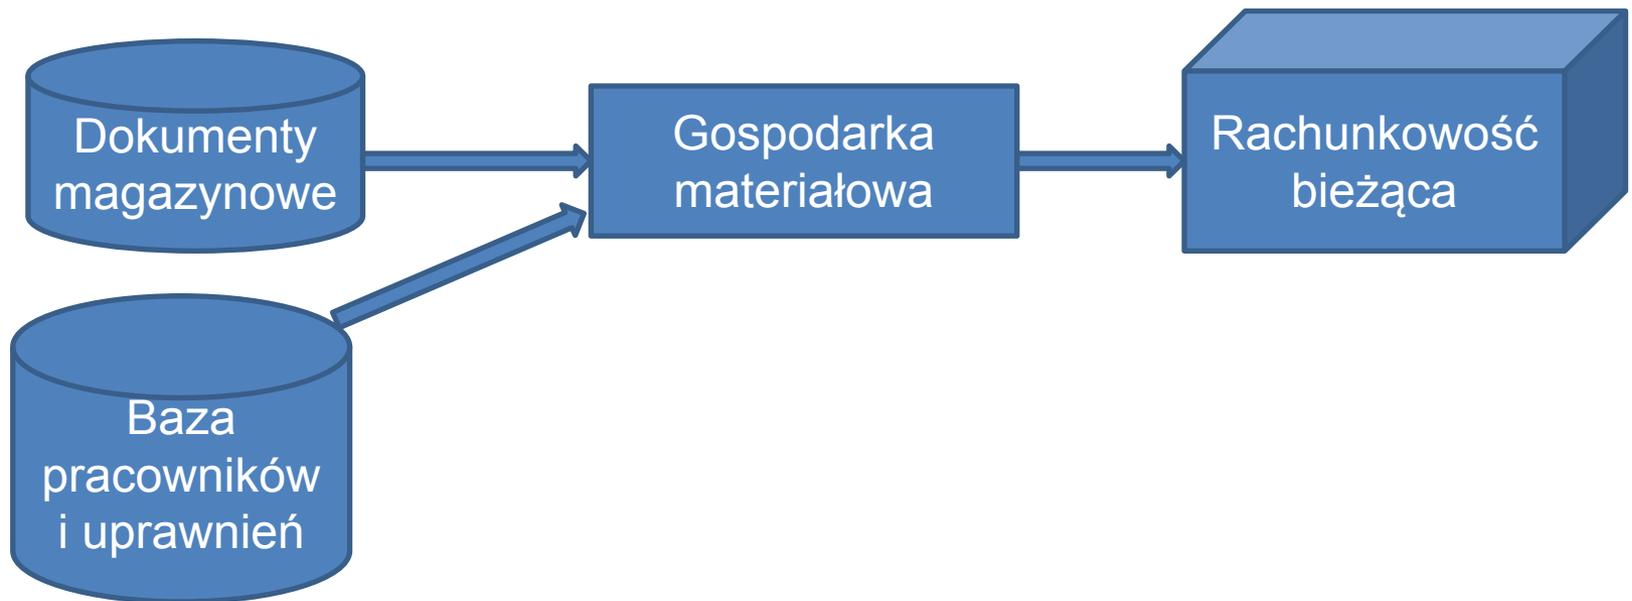 Dokumenty
magazynowe
Gospodarka
materiałowa
Rachunkowość
bieżąca
Baza
pracowników
i uprawnień